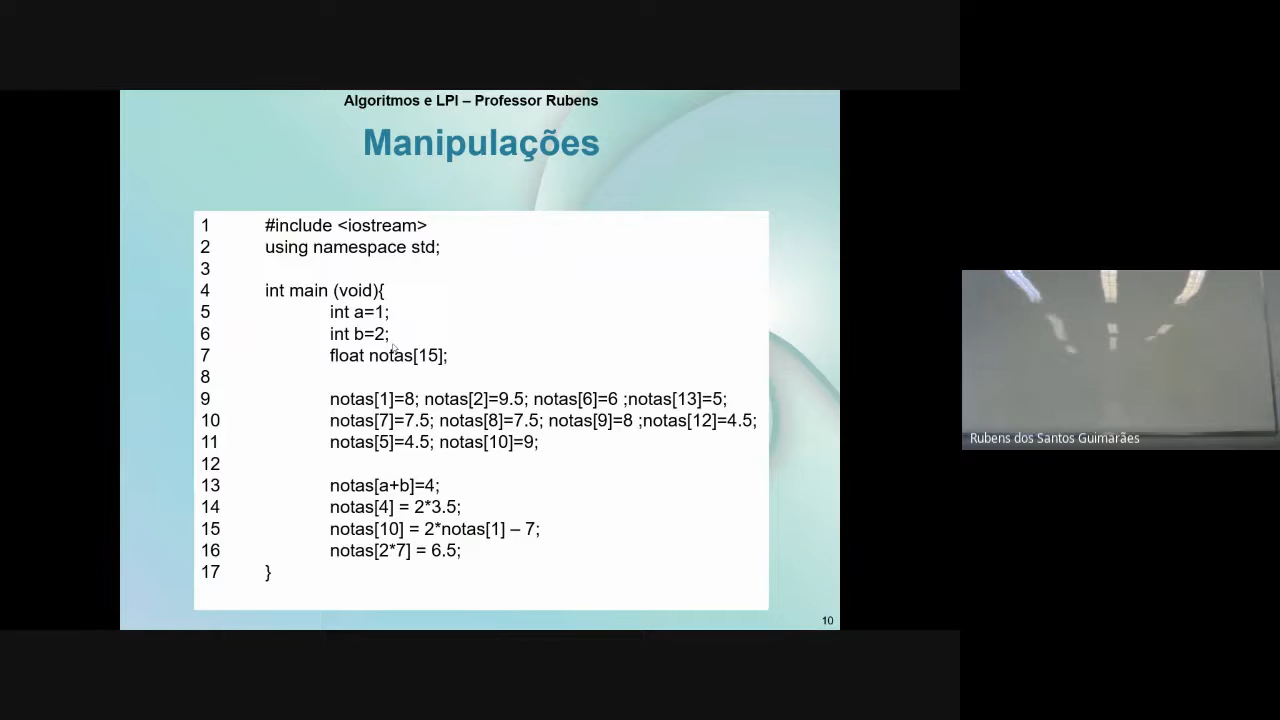 Algoritmos e LPI – Professor Rubens
Manipulações
1 #include <iostream>
2 using namespace std;
3
4 int main (void){
5 int a=1;
6 int b=2;
7 float notas[15];
8
9 notas[1]=8; notas[2]=9.5; notas[6]=6 ;notas[13]=5;
10 notas[7]=7.5; notas[8]=7.5; notas[9]=8 ;notas[12]=4.5;
11 notas[5]=4.5; notas[10]=9;
12
13 notas[a+b]=4;
14 notas[4] = 2*3.5;
15 notas[10] = 2*notas[1] – 7;
16 notas[2*7] = 6.5;
17 }
10
Rubens dos Santos Guimarães